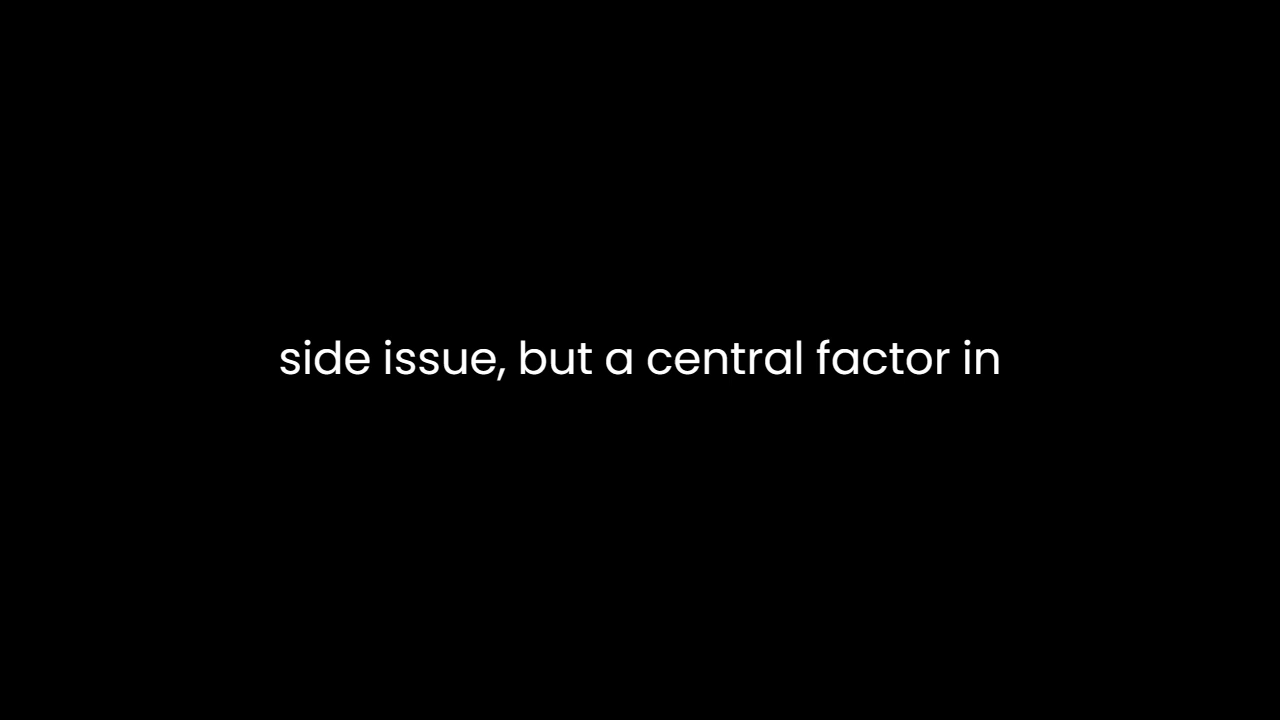 side issue, but a central factor in